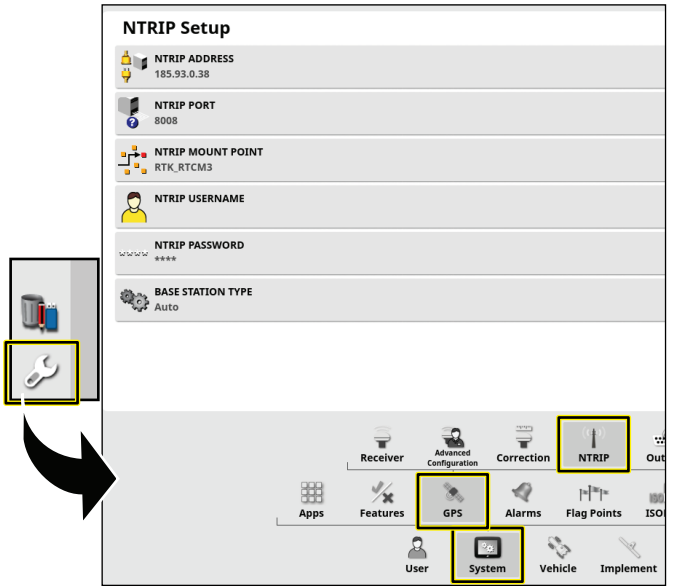 NTRIP Setup
NTRIP ADDRESS
185.93.0.38
NTRIP PORT
8008
NTRIP MOUNT POINT
RTK_RTCM3
NTRIP USERNAME
NTRIP PASSWORD
****
BASE STATION TYPE
Auto
Receiver
Advanced
Configuration
Correction
NTRIP
Out
Apps
Features
GPS
Alarms
Flag Points
ISO
User
System
Vehicle
Implement